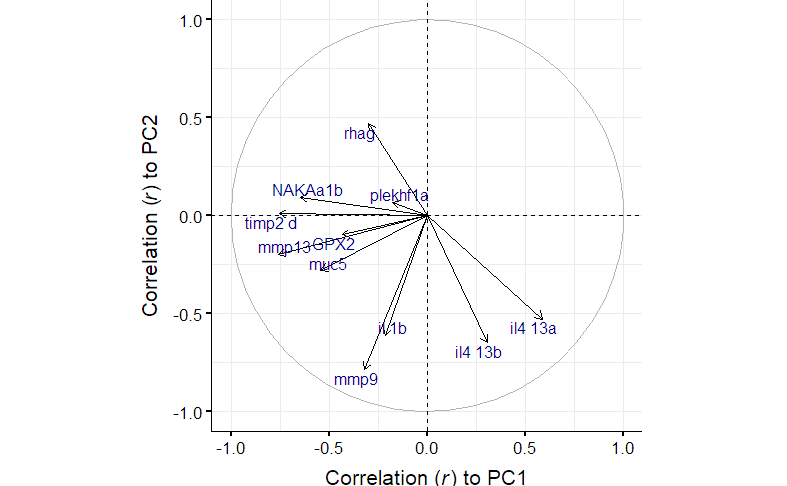 1.0
0.5
0.0
-0.5
-1.0
Correlation (r) to PC2
rhag
NAKAa1b
plekhf1a
timp2 d
mmp13
GPX2
muc5
il1b
il4 13a
il4 13b
mmp9
-1.0
-0.5
0.0
0.5
1.0
Correlation (r) to PC1